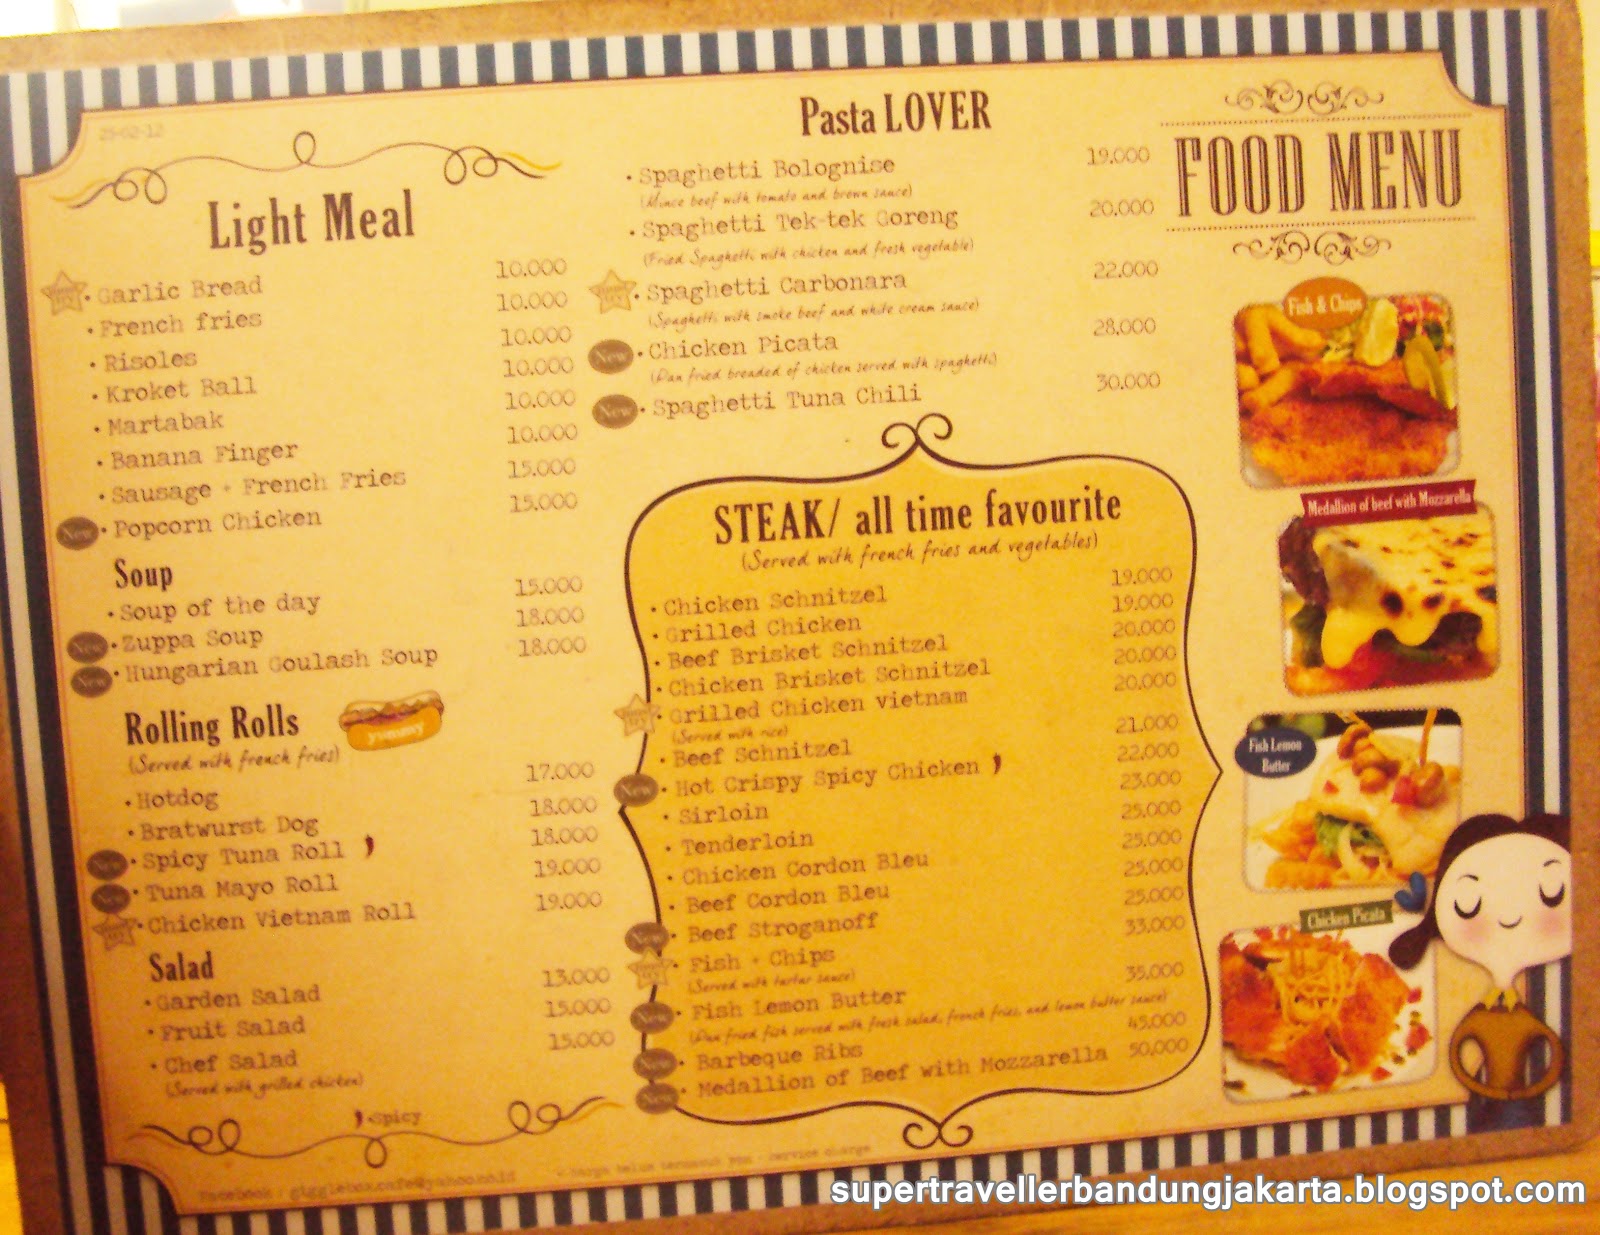 25-02-12
Light Meal
Garlic Bread 10.000
French fries 10.000
Risoles 10.000
Kroket Ball 10.000
Martabak 10.000
Banana Finger 10.000
Sausage + French Fries 15.000
New Popcorn Chicken 15.000
Soup
Soup of the day 15.000
New Zuppa Soup 18.000
New Hungarian Goulash Soup 18.000
Rolling Rolls
yummy
(Served with french fries)
Hotdog 17.000
Bratwurst Dog 18.000
New Spicy Tuna Roll 18.000
New Tuna Mayo Roll 19.000
Chicken Vietnam Roll 19.000
Salad
Garden Salad 13.000
Fruit Salad 15.000
Chef Salad 15.000
(Served with grilled chicken)
=Spicy
Facebook : gigglebox.cafe@yahoo.co.id
Pasta LOVER
Spaghetti Bolognise 19.000
(Mince beef with tomato and brown sauce)
Spaghetti Tek-tek Goreng 20.000
(Fried Spaghetti with chicken and fresh vegetable)
Spaghetti Carbonara 22.000
(Spaghetti with smoke beef and white cream sauce)
New Chicken Picata 28.000
(Pan fried breaded of chicken served with spaghetti)
New Spaghetti Tuna Chili 30.000
STEAK/ all time favourite
(Served with french fries and vegetables)
Chicken Schnitzel 19.000
Grilled Chicken 19.000
Beef Brisket Schnitzel 20.000
Chicken Brisket Schnitzel 20.000
Grilled Chicken Vietnam 20.000
(Served with rice)
Beef Schnitzel 21.000
New Hot Crispy Spicy Chicken 22.000
Sirloin 23.000
Tenderloin 25.000
Chicken Cordon Bleu 25.000
Beef Cordon Bleu 25.000
New Beef Stroganoff 25.000
Fish + Chips 33.000
(Served with tartar sauce)
New Fish Lemon Butter 35.000
(Pan fried fish served with fresh salad, french fries, and lemon butter sauce)
New Barbeque Ribs 45.000
New Medallion of Beef with Mozzarella 50.000
service charge
FOOD MENU
Fish & Chips
Medallion of beef with Mozzarella
Fish Lemon
Butter
Chicken Picata
supertravellerbandungjakarta.blogspot.com